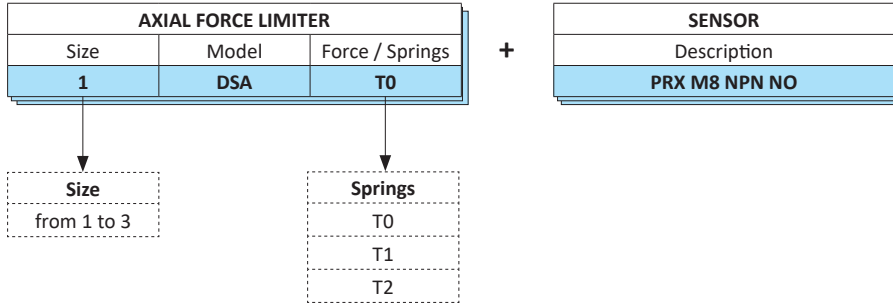 AXIAL FORCE LIMITER
Size Model Force / Springs
1 DSA T0
+
SENSOR
Description
PRX M8 NPN NO
Size
from 1 to 3
Springs
T0
T1
T2